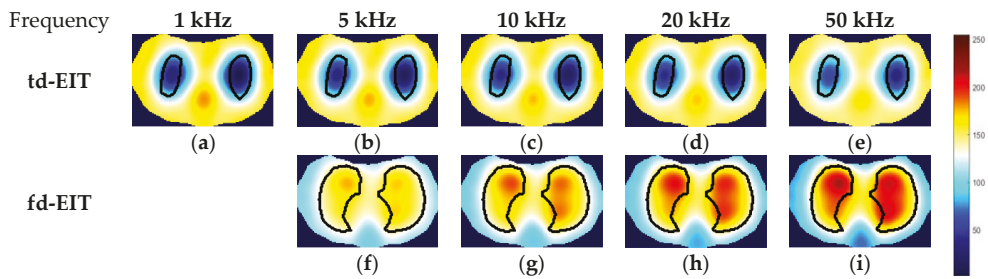 Frequency 1 kHz 5 kHz 10 kHz 20 kHz 50 kHz
td-EIT
(a) (b) (c) (d) (e)
fd-EIT
(f) (g) (h) (i)
250
200
150
100
50